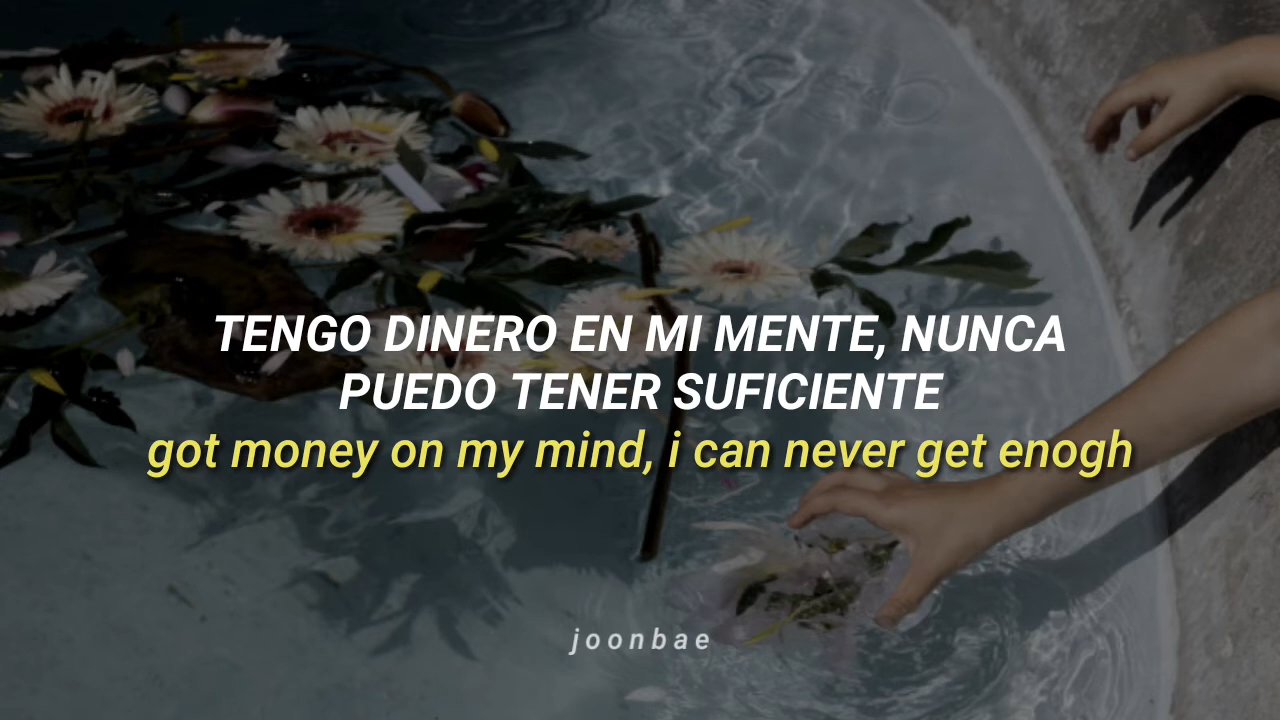 TENGO DINERO EN MI MENTE, NUNCA
PUEDO TENER SUFICIENTE
got money on my mind, i can never get enogh
joonbae